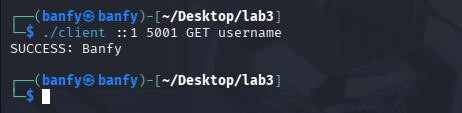 ┌──(banfy㉿banfy)-[~/Desktop/lab3]
└─$ ./client ::1 5001 GET username
SUCCESS: Banfy
┌──(banfy㉿banfy)-[~/Desktop/lab3]
└─$